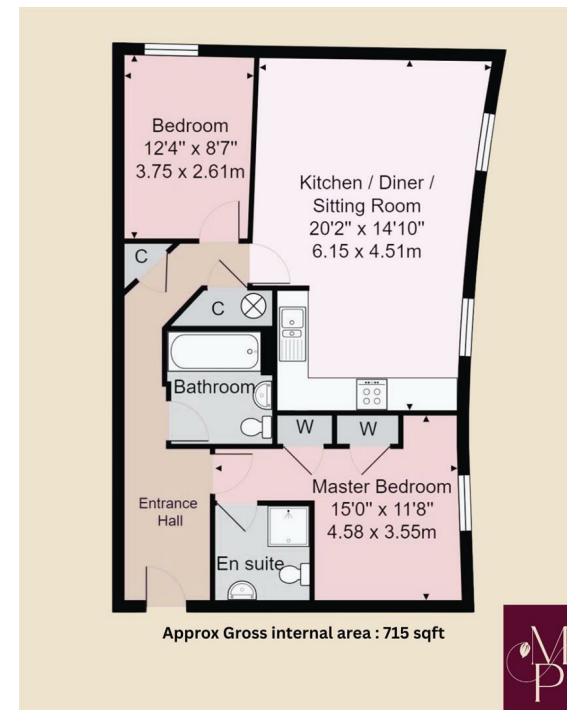 Bedroom
12'4" x 8'7"
3.75 x 2.61m
Kitchen / Diner /
Sitting Room
20'2" x 14'10"
6.15 x 4.51m
C
C
Bathroom
W
W
Master Bedroom
15'0" x 11'8"
4.58 x 3.55m
Entrance
Hall
En suite
Approx Gross internal area : 715 sqft
M
P